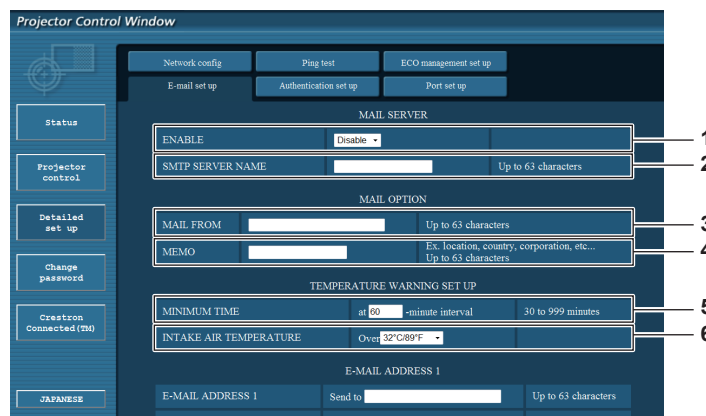 Projector Control Window
Network config
Ping test
ECO management set up
E-mail set up
Authentication set up
Port set up
Status
Projector
control
Detailed
set up
Change
password
Crestron
Connected(TM)
JAPANESE
MAIL SERVER
ENABLE Disable
1
SMTP SERVER NAME Up to 63 characters
2
MAIL OPTION
MAIL FROM Up to 63 characters
3
MEMO Ex. location, country, corporation, etc...
Up to 63 characters
4
TEMPERATURE WARNING SET UP
MINIMUM TIME at 60 -minute interval 30 to 999 minutes
5
INTAKE AIR TEMPERATURE Over 32°C/89°F
6
E-MAIL ADDRESS 1
E-MAIL ADDRESS 1 Send to Up to 63 characters